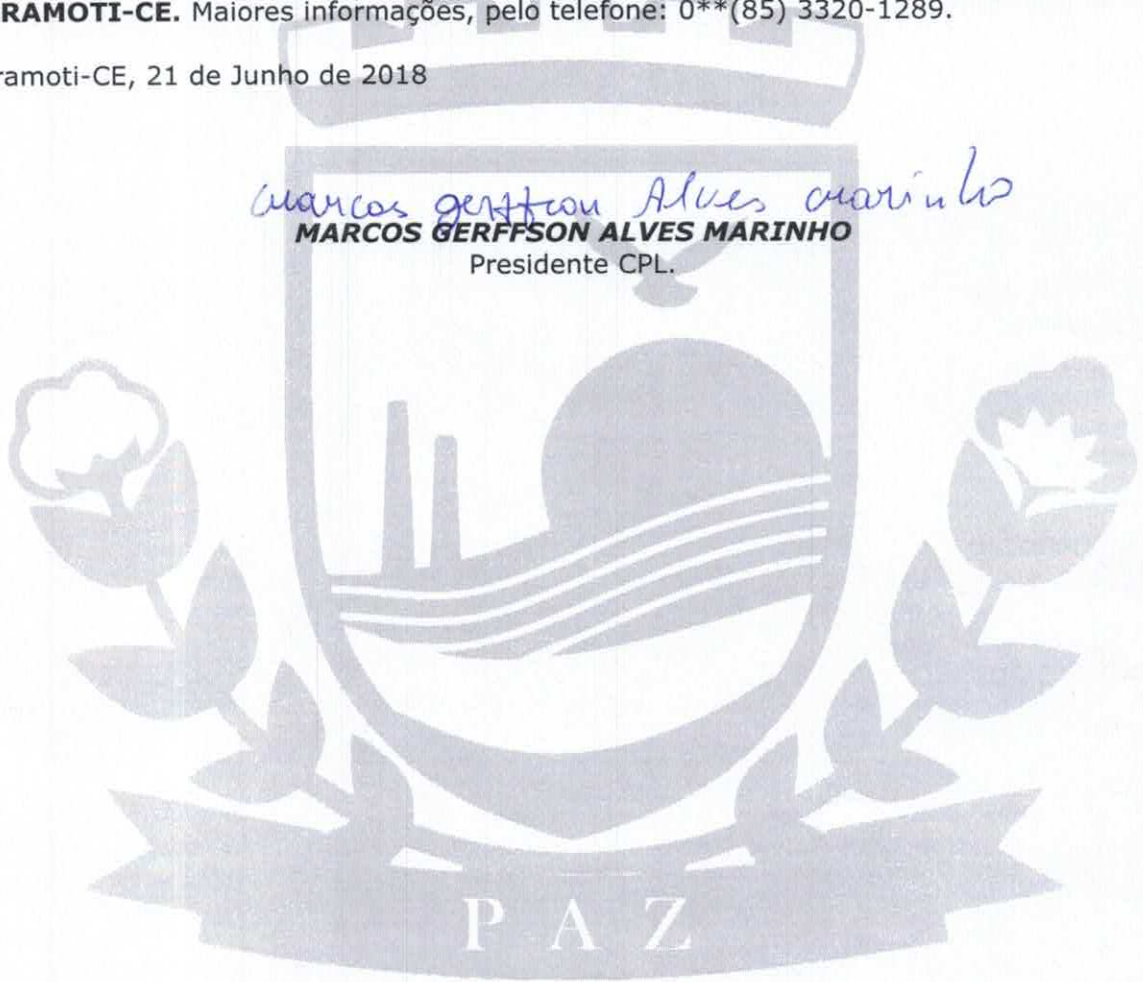 RAMOTI-CE. Maiores informações, pelo telefone: 0**(85) 3320-1289.
ramoti-CE, 21 de Junho de 2018
Marcos Gerffson Alves Marinho
MARCOS GERFFSON ALVES MARINHO
Presidente CPL.
PAZ